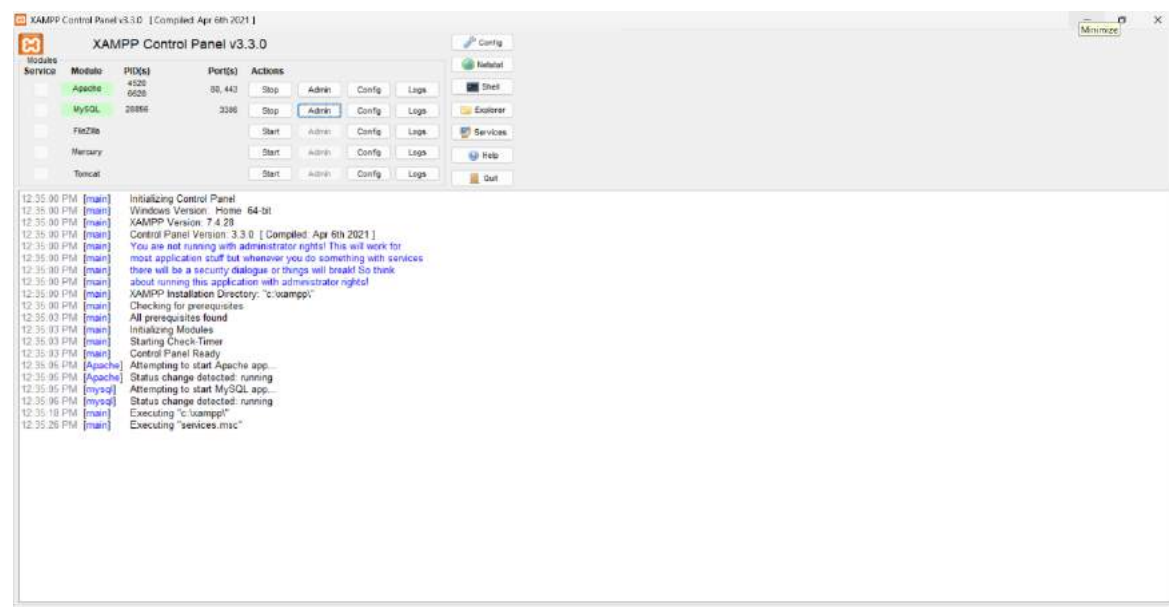 XAMPP Control Panel v3.3.0 [ Compiled: Apr 6th 2021 ]
Minimize
XAMPP Control Panel v3.3.0
Config
Modules
Service Module PID(s) Port(s) Actions
Netstat
Apache 4520 6628 80, 443 Stop Admin Config Logs
Shell
MySQL 3306 Stop Admin Config Logs
Explorer
FileZilla Start Admin Config Logs
Services
Mercury Start Admin Config Logs
Help
Tomcat Start Admin Config Logs
Quit
12:35:00 PM [main] Initializing Control Panel
12:35:00 PM [main] Windows Version: Home 64-bit
12:35:00 PM [main] XAMPP Version: 7.4.28
12:35:00 PM [main] Control Panel Version: 3.3.0 [ Compiled: Apr 6th 2021 ]
12:35:00 PM [main] You are not running with administrator rights! This will work for
12:35:00 PM [main] most application stuff but whenever you do something with services
12:35:00 PM [main] there will be a security dialogue or things will break! So think
12:35:00 PM [main] about running this application with administrator rights!
12:35:00 PM [main] XAMPP Installation Directory: "c:\xampp\"
12:35:00 PM [main] Checking for prerequisites
12:35:03 PM [main] All prerequisites found
12:35:03 PM [main] Initializing Modules
12:35:03 PM [main] Starting Check-Timer
12:35:03 PM [main] Control Panel Ready
12:35:05 PM [Apache] Attempting to start Apache app...
12:35:05 PM [Apache] Status change detected: running
12:35:05 PM [mysql] Attempting to start MySQL app...
12:35:06 PM [mysql] Status change detected: running
12:35:18 PM [main] Executing "c:\xampp\"
12:35:26 PM [main] Executing "services.msc"